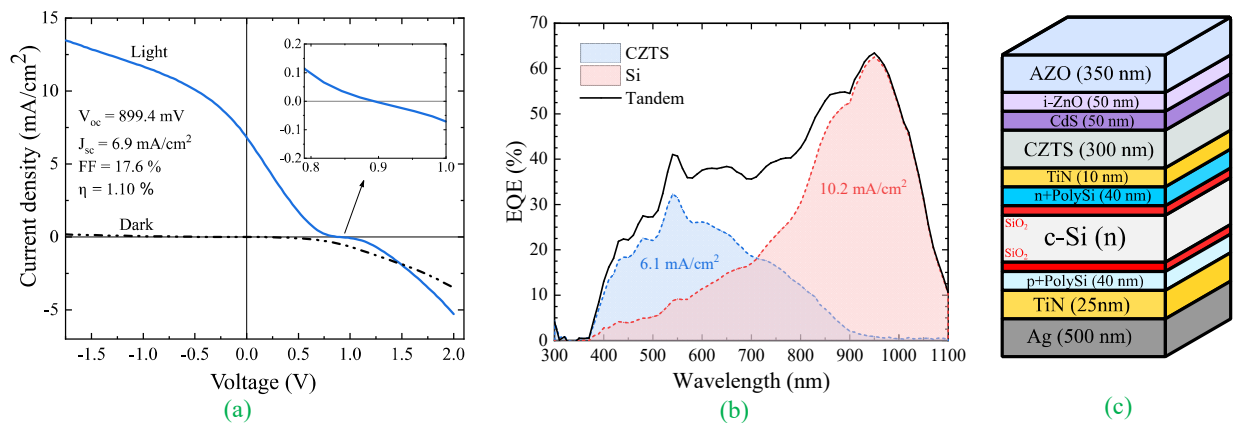 15
10
5
0
-5
-1.5
-1.0
-0.5
0.0
0.5
1.0
1.5
2.0
Current density (mA/cm²)
Voltage (V)
Light
Dark
V_oc = 899.4 mV
J_sc = 6.9 mA/cm²
FF = 17.6 %
η = 1.10 %
0.2
0.1
0.0
-0.1
-0.2
0.8
0.9
1.0
(a)
70
60
50
40
30
20
10
0
300
400
500
600
700
800
900
1000
1100
EQE (%)
Wavelength (nm)
CZTS
Si
Tandem
10.2 mA/cm²
6.1 mA/cm²
(b)
AZO (350 nm)
i-ZnO (50 nm)
CdS (50 nm)
CZTS (300 nm)
TiN (10 nm)
n+PolySi (40 nm)
SiO₂
c-Si (n)
SiO₂
p+PolySi (40 nm)
TiN (25nm)
Ag (500 nm)
(c)